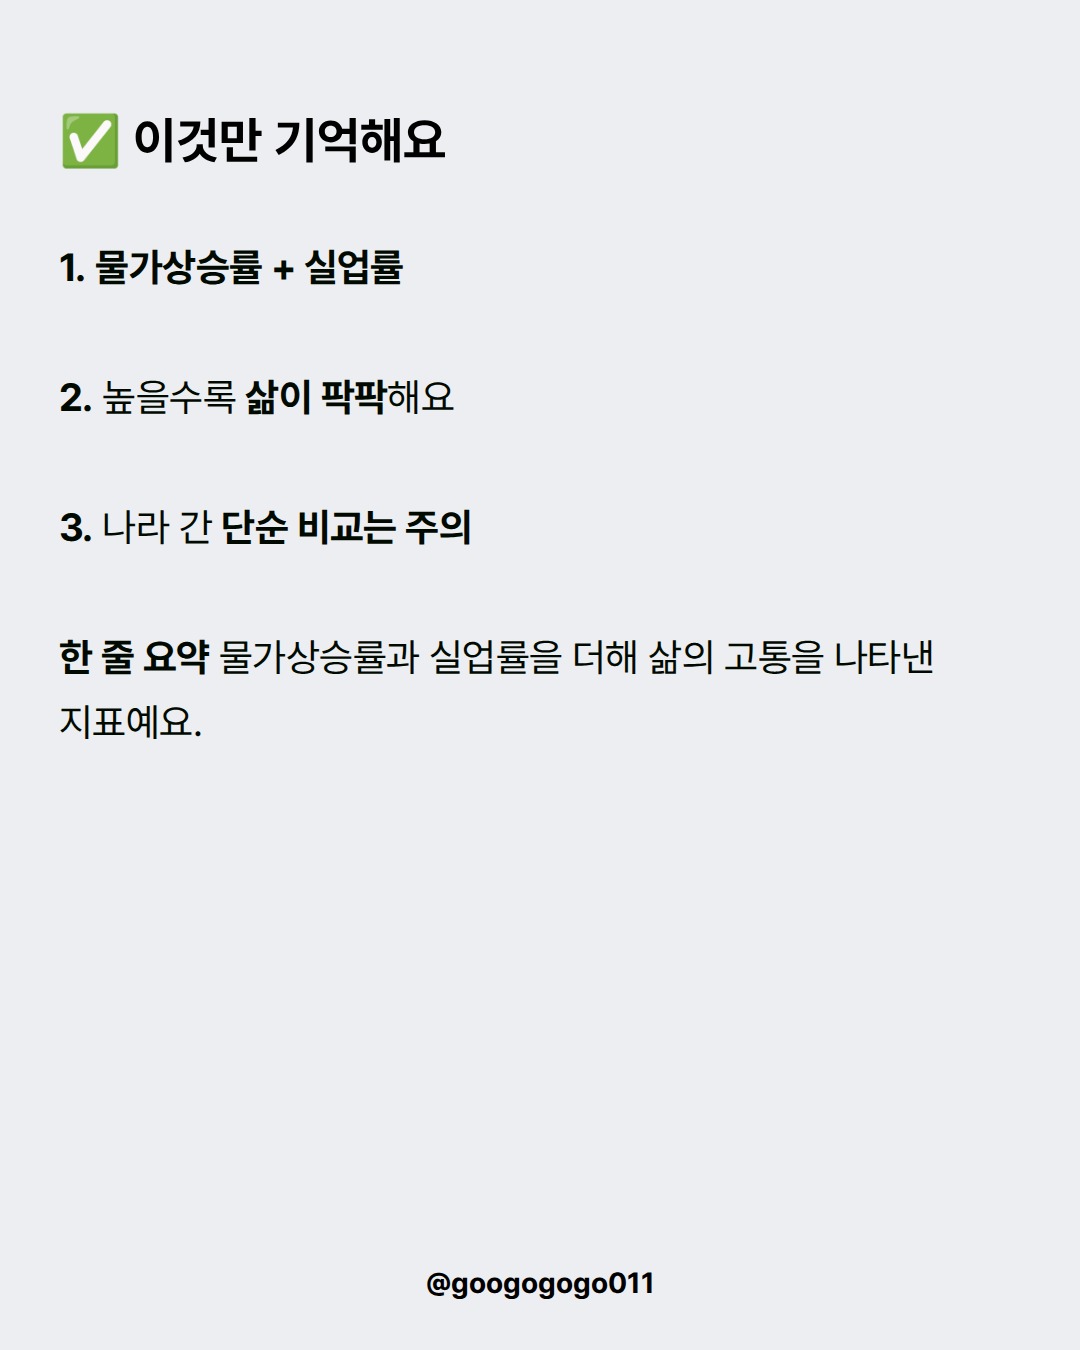 ✅ 이것만 기억해요
1. 물가상승률 + 실업률
2. 높을수록 삶이 팍팍해요
3. 나라 간 단순 비교는 주의
한 줄 요약 물가상승률과 실업률을 더해 삶의 고통을 나타낸
지표예요.
@googogogo011